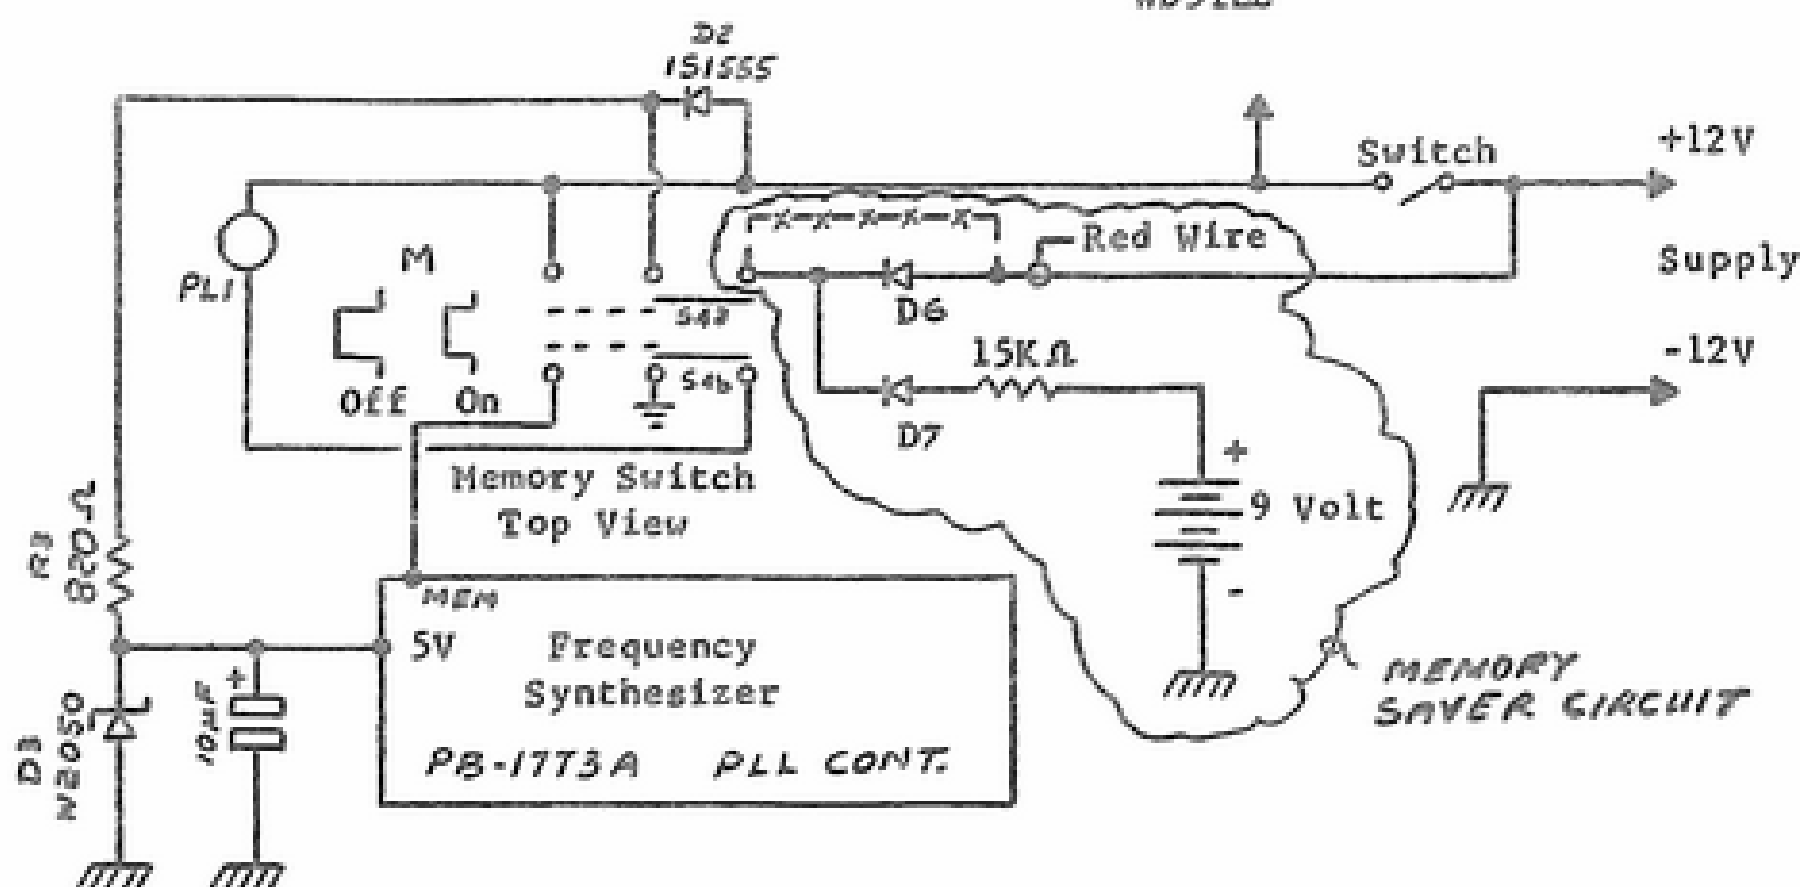 D2
1S1555
Switch
+12V
Red Wire
M
PL1
Supply
S4a
D6
15KΩ
-12V
S4b
Off
On
D7
+
Memory Switch
Top View
9 Volt
R3
820Ω
-
MEM
5V
Frequency
Synthesizer
MEMORY
SAVER CIRCUIT
+
10µF
D3
WZ050
PB-1773A PLL CONT.